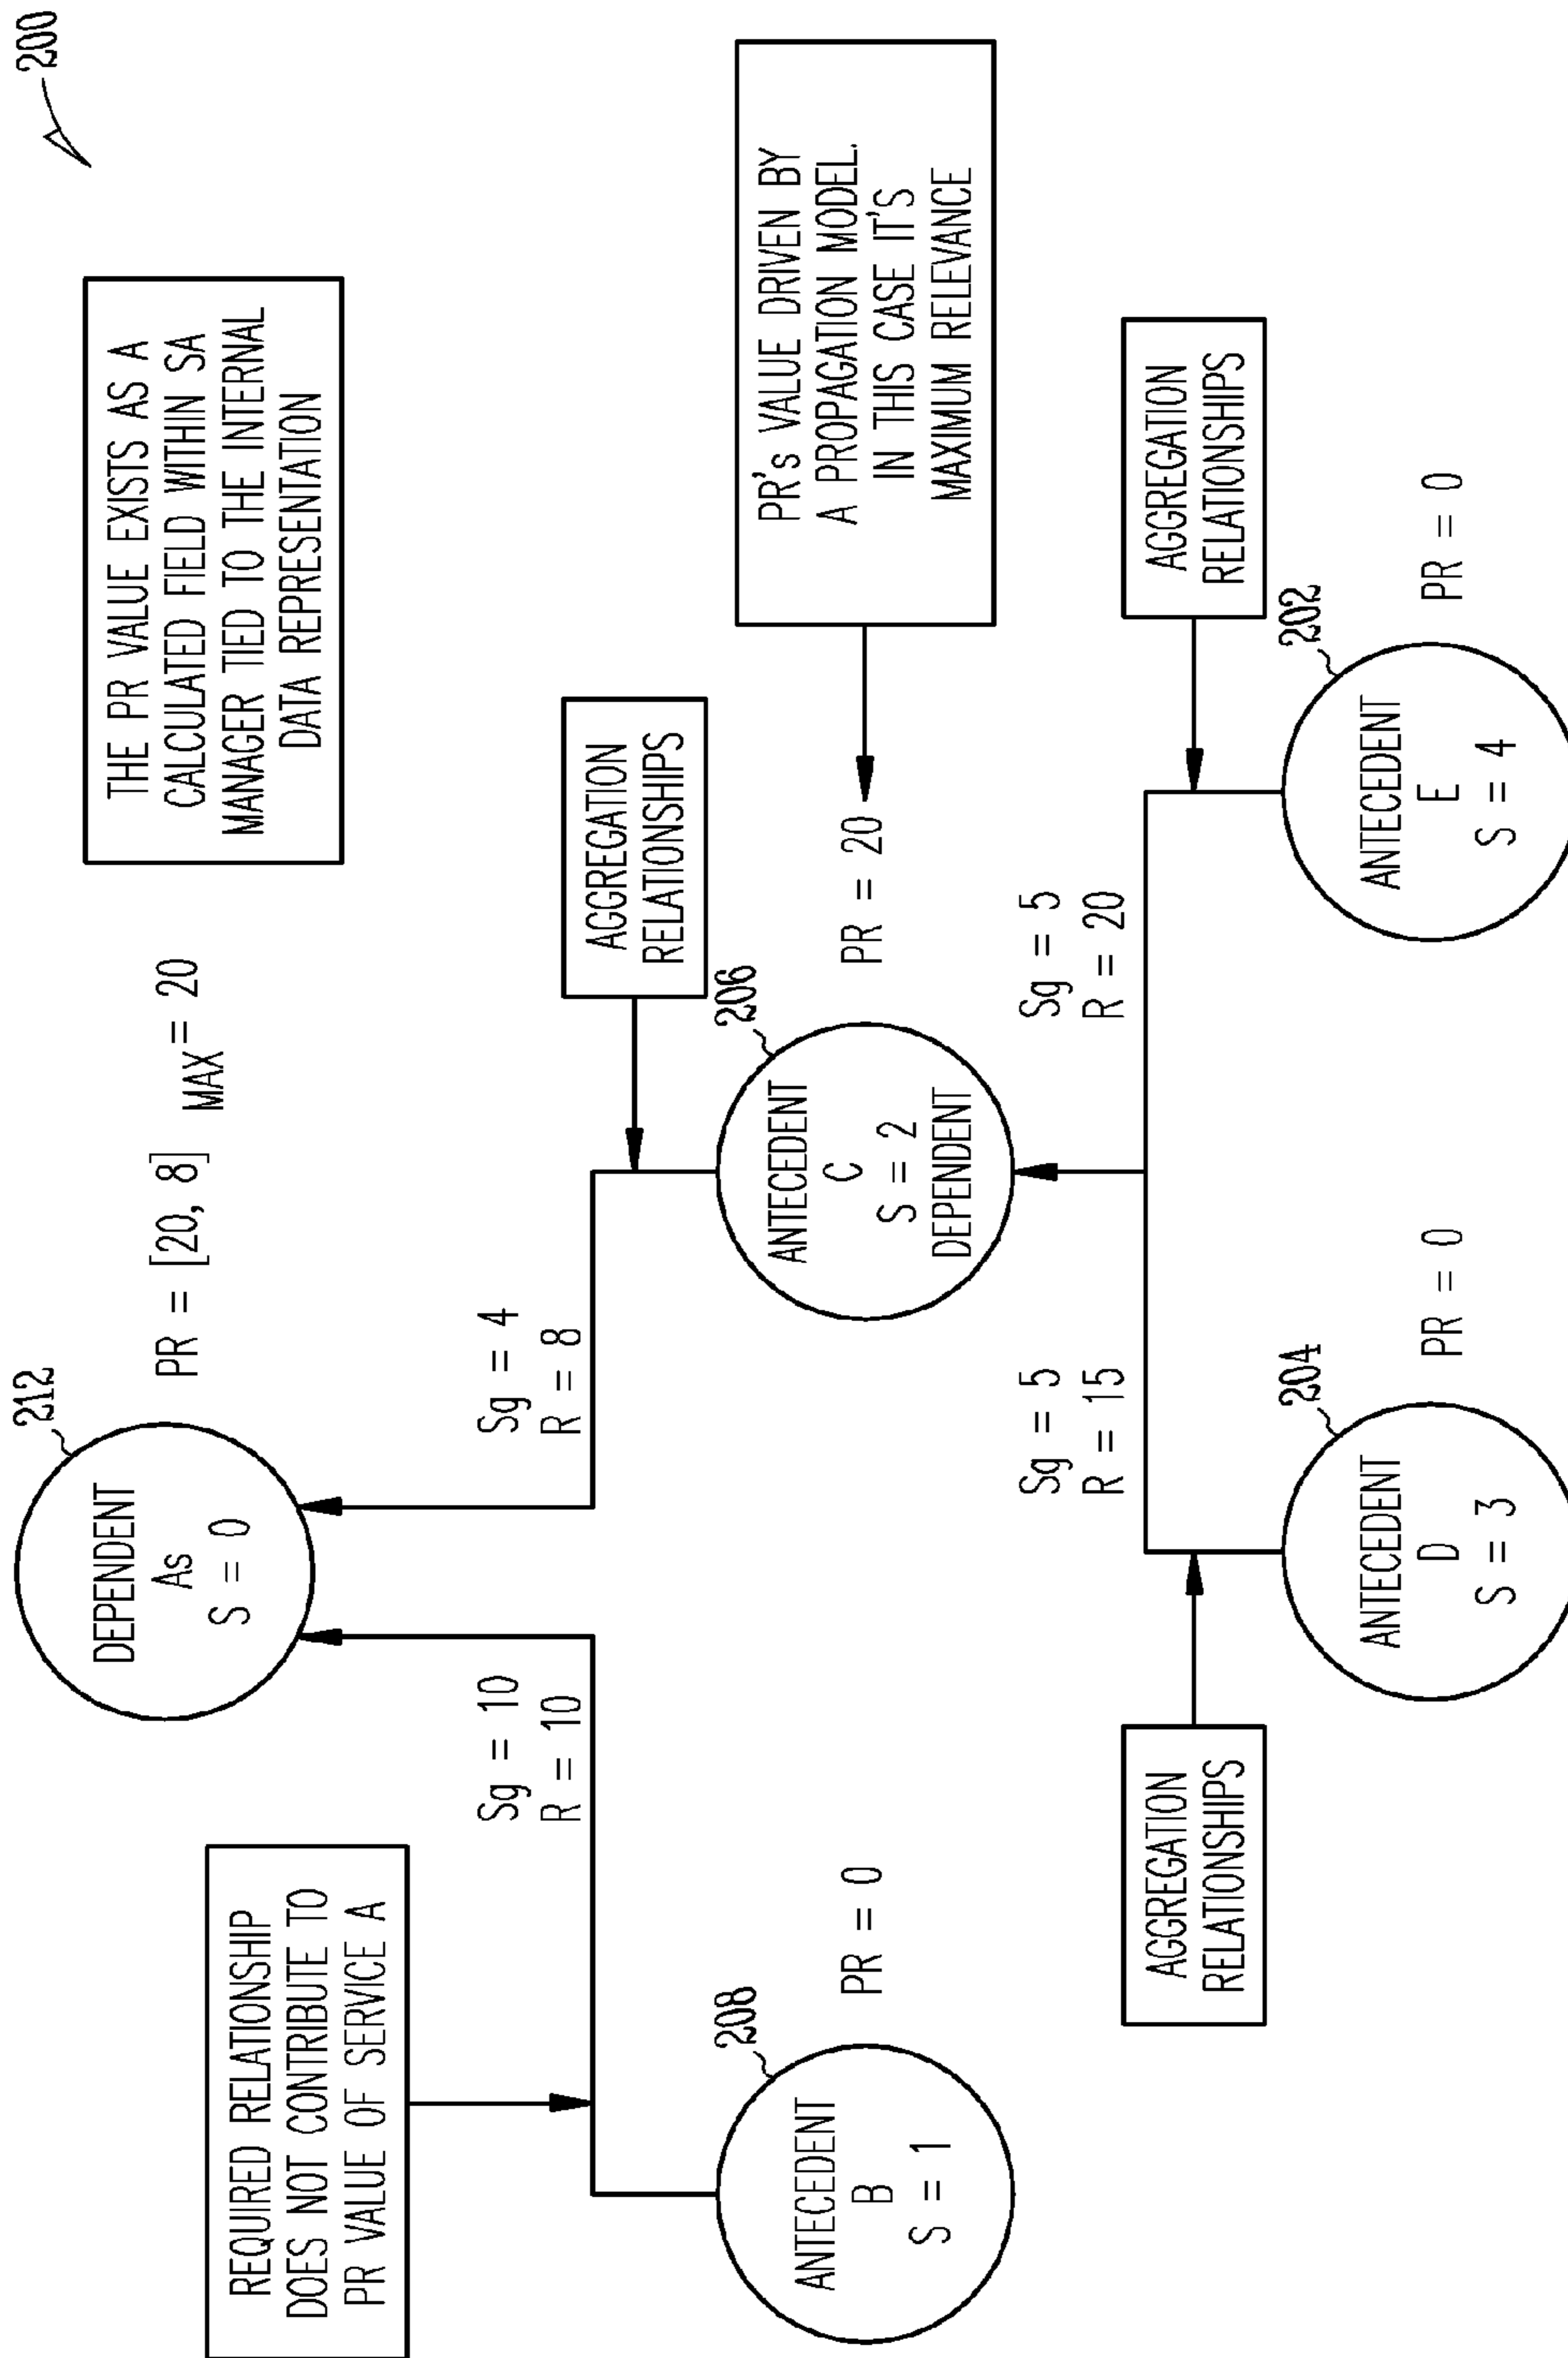 200
THE PR VALUE EXISTS AS A
CALCULATED FIELD WITHIN SA
MANAGER TIED TO THE INTERNAL
DATA REPRESENTATION
212
DEPENDENT
As
S = 0
PR = [20, 8] MAX = 20
REQUIRED RELATIONSHIP
DOES NOT CONTRIBUTE TO
PR VALUE OF SERVICE A
Sg = 10
R = 10
Sg = 4
R = 8
AGGREGATION
RELATIONSHIPS
208
ANTECEDENT
B
S = 1
PR = 0
206
ANTECEDENT
C
S = 2
DEPENDENT
PR = 20
PR's VALUE DRIVEN BY
A PROPAGATION MODEL.
IN THIS CASE IT'S
MAXIMUM RELEVANCE
Sg = 5
R = 15
Sg = 5
R = 20
AGGREGATION
RELATIONSHIPS
AGGREGATION
RELATIONSHIPS
204
ANTECEDENT
D
S = 3
PR = 0
202
ANTECEDENT
E
S = 4
PR = 0